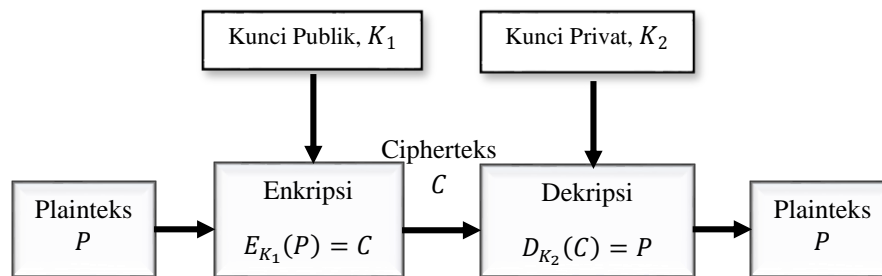 Kunci Publik, K₁
Kunci Privat, K₂
Plainteks
P
Enkripsi
E_{K₁}(P) = C
Cipherteks
C
Dekripsi
D_{K₂}(C) = P
Plainteks
P